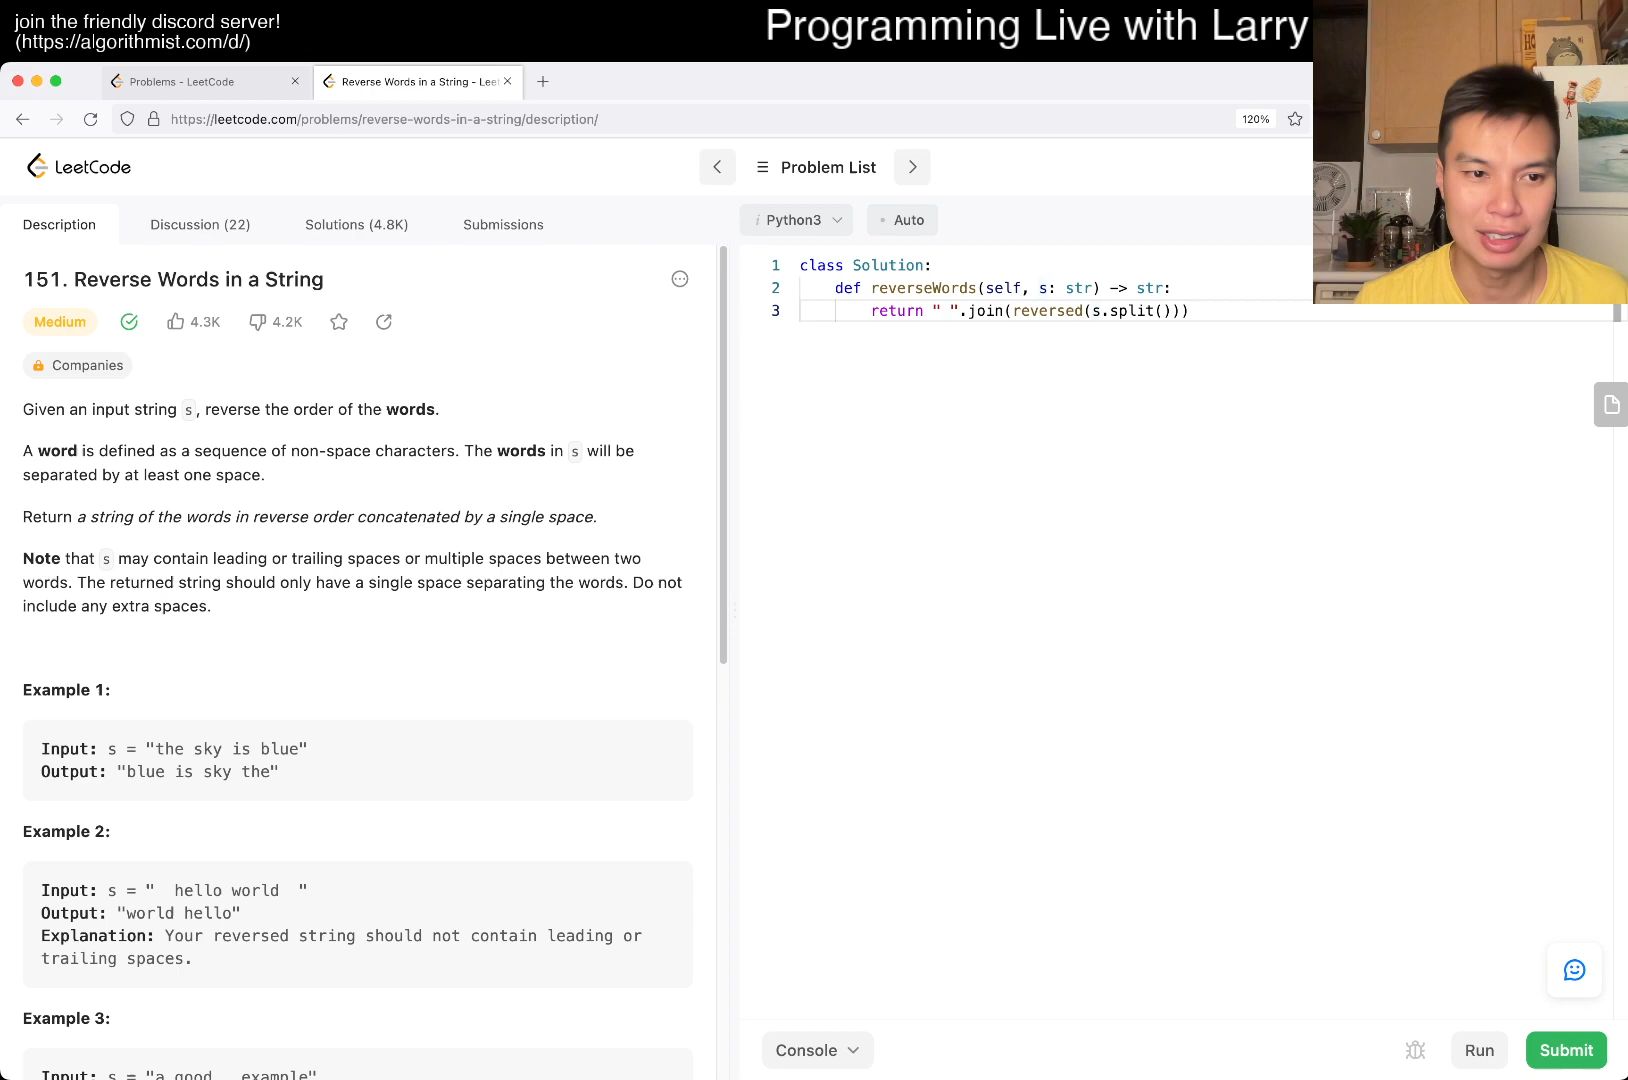 join the friendly discord server!
(https://algorithmist.com/d/)
Programming Live with Larry
Problems - LeetCode
Reverse Words in a String - Leet
https://leetcode.com/problems/reverse-words-in-a-string/description/
120%
LeetCode
Problem List
Description
Discussion (22)
Solutions (4.8K)
Submissions
i Python3
Auto
151. Reverse Words in a String
Medium
4.3K
4.2K
Companies
Given an input string s, reverse the order of the words.
A word is defined as a sequence of non-space characters. The words in s will be
separated by at least one space.
Return a string of the words in reverse order concatenated by a single space.
Note that s may contain leading or trailing spaces or multiple spaces between two
words. The returned string should only have a single space separating the words. Do not
include any extra spaces.
Example 1:
Input: s = "the sky is blue"
Output: "blue is sky the"
Example 2:
Input: s = "  hello world  "
Output: "world hello"
Explanation: Your reversed string should not contain leading or
trailing spaces.
Example 3:
Input: s = "a good   example"
1 class Solution:
2     def reverseWords(self, s: str) -> str:
3         return " ".join(reversed(s.split()))
Console
Run
Submit